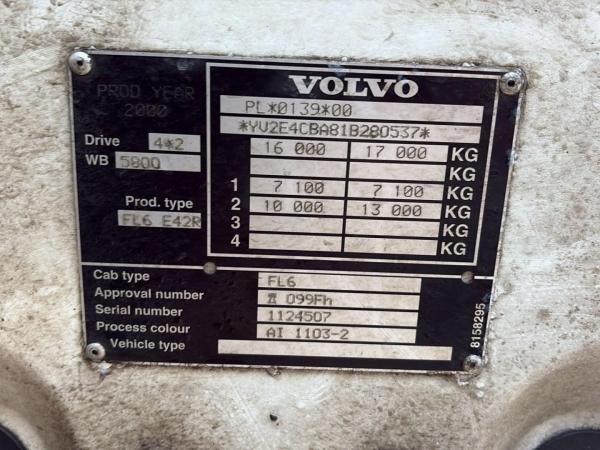 PROD YEAR
2000
Drive 4*2
WB 5800
Prod. type
FL6 E42R
VOLVO
PL*0139*00
*YV2E4CBA81B280537*
16 000 17 000 KG
KG
1 7 100 7 100 KG
2 10 000 13 000 KG
3 KG
4 KG
Cab type FL6
Approval number 099Fh
Serial number 1124507
Process colour AI 1103-2
Vehicle type
8158295